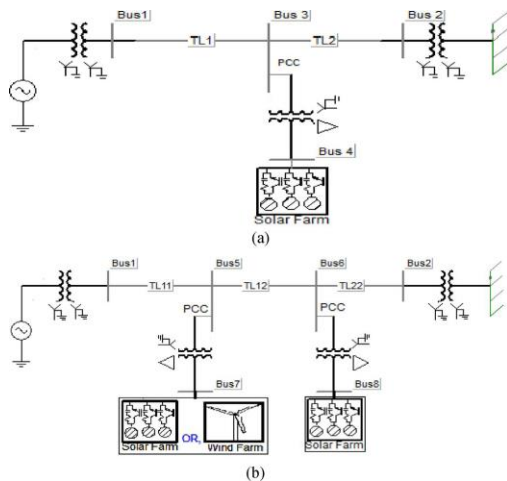 Bus1
Bus 3
Bus 2
TL1
TL2
PCC
Bus 4
Solar Farm
(a)
Bus1
Bus5
Bus6
Bus2
TL11
TL12
TL22
PCC
PCC
Bus7
Bus8
Solar Farm
OR,
Wind Farm
Solar Farm
(b)